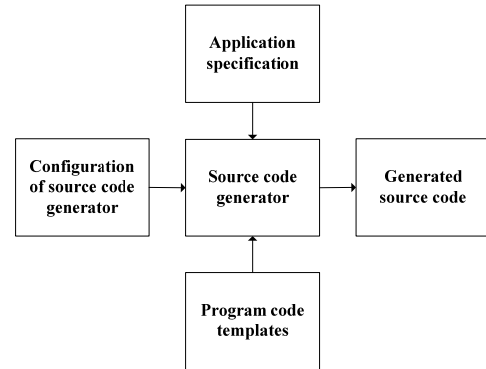 Application
specification
Configuration
of source code
generator
Source code
generator
Generated
source code
Program code
templates